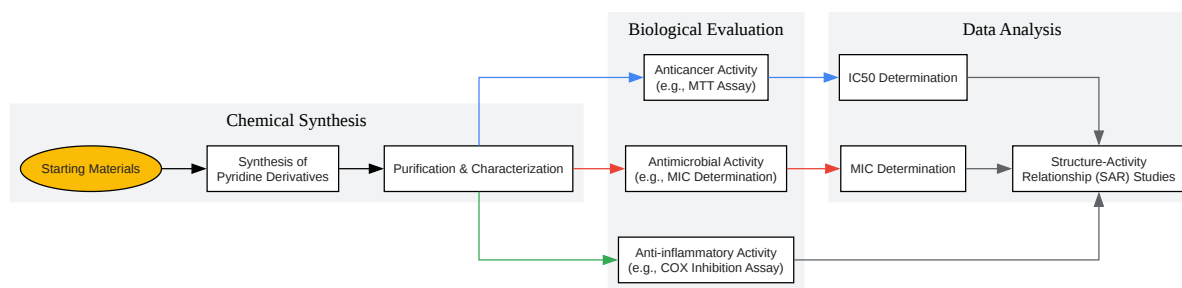 Biological Evaluation
Data Analysis
Anticancer Activity
(e.g., MTT Assay)
IC50 Determination
Chemical Synthesis
Starting Materials
Synthesis of
Pyridine Derivatives
Purification & Characterization
Antimicrobial Activity
(e.g., MIC Determination)
MIC Determination
Structure-Activity
Relationship (SAR) Studies
Anti-inflammatory Activity
(e.g., COX Inhibition Assay)